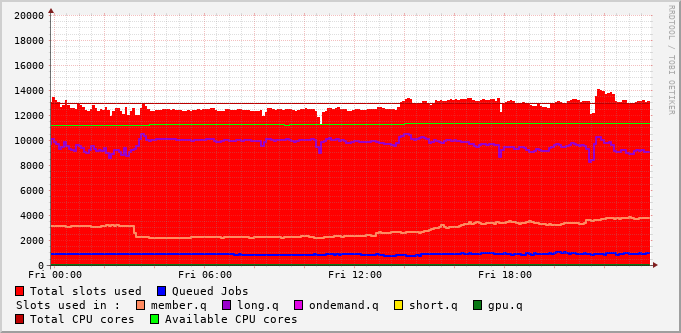 20000
18000
16000
14000
12000
10000
8000
6000
4000
2000
0
Fri 00:00 Fri 06:00 Fri 12:00 Fri 18:00
RRDTOOL / TOBI OETIKER
Total slots used Queued Jobs
Slots used in : member.q long.q ondemand.q short.q gpu.q
Total CPU cores Available CPU cores